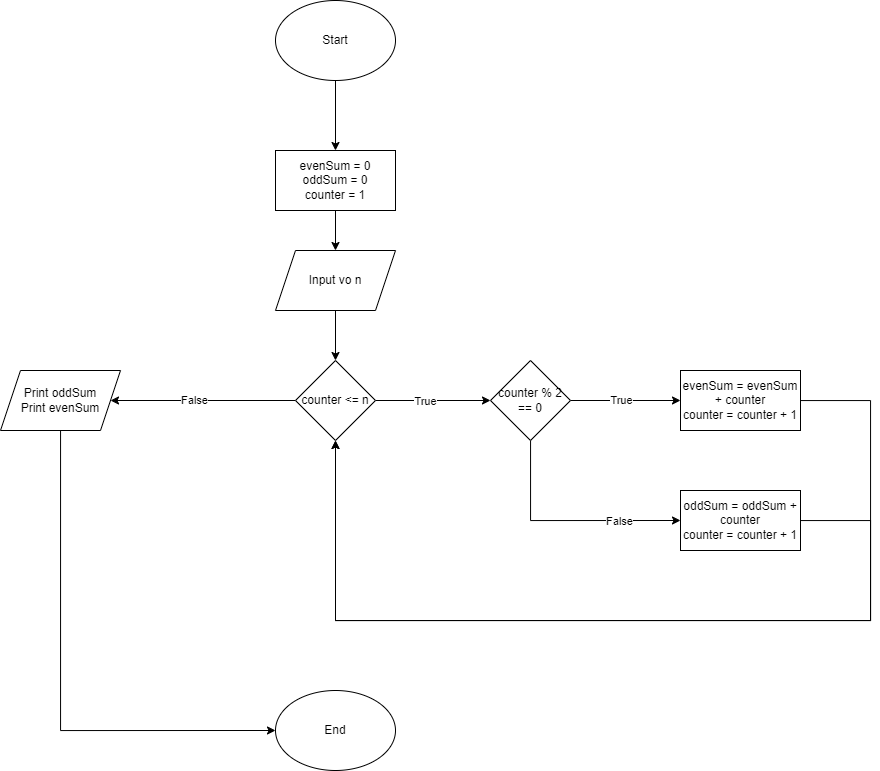 Start
evenSum = 0
oddSum = 0
counter = 1
Input vo n
counter <= n
True
counter % 2
== 0
True
evenSum = evenSum
+ counter
counter = counter + 1
False
oddSum = oddSum +
counter
counter = counter + 1
False
Print oddSum
Print evenSum
End